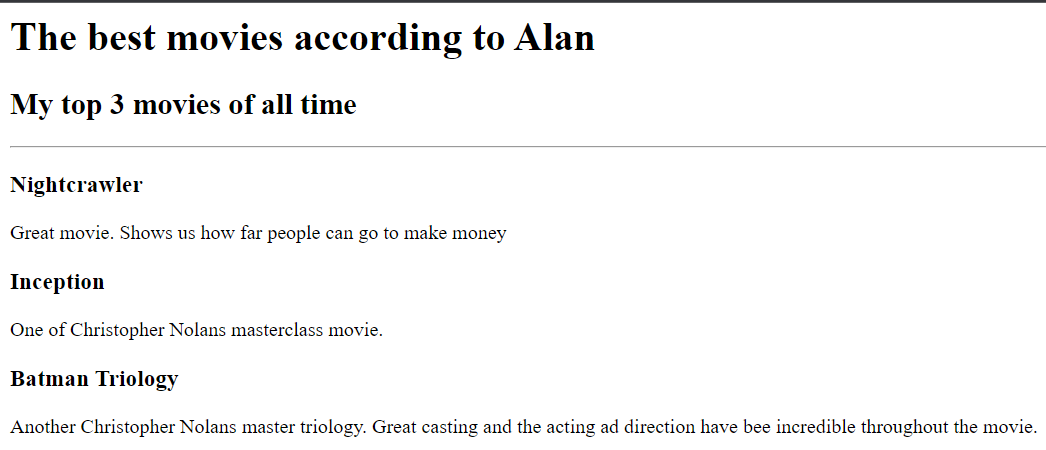 The best movies according to Alan
My top 3 movies of all time
Nightcrawler
Great movie. Shows us how far people can go to make money
Inception
One of Christopher Nolans masterclass movie.
Batman Triology
Another Christopher Nolans master triology. Great casting and the acting ad direction have bee incredible throughout the movie.